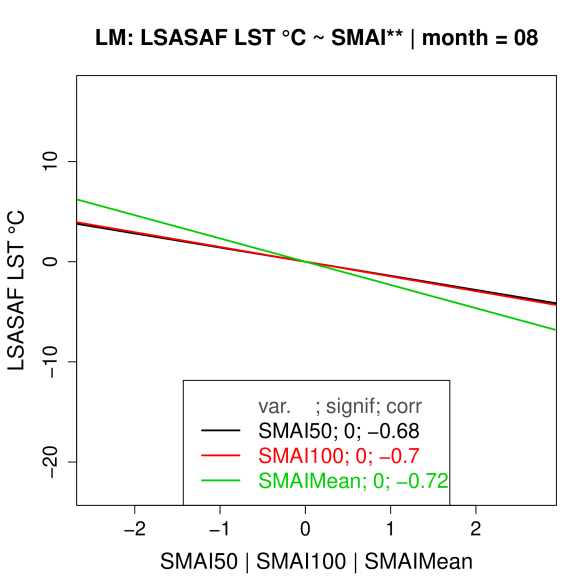 LM: LSASAF LST °C ~ SMAI** | month = 08
LSASAF LST °C
10
0
−10
−20
var. ; signif; corr
SMAI50; 0; −0.68
SMAI100; 0; −0.7
SMAIMean; 0; −0.72
−2 −1 0 1 2
SMAI50 | SMAI100 | SMAIMean